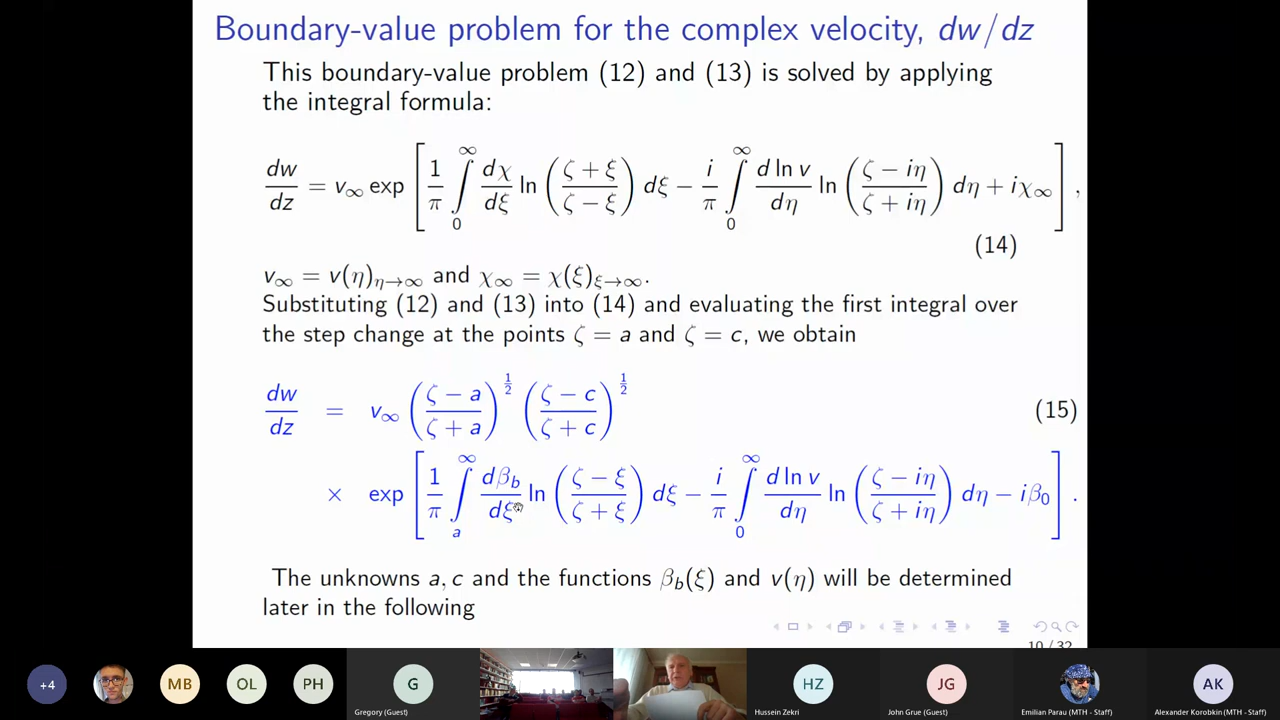 Boundary-value problem for the complex velocity, dw/dz
This boundary-value problem (12) and (13) is solved by applying
the integral formula:
dw/dz = v∞ exp [ 1/π ∫₀^∞ dχ/dξ ln ( (ζ + ξ)/(ζ − ξ) ) dξ − i/π ∫₀^∞ d ln v/dη ln ( (ζ − iη)/(ζ + iη) ) dη + iχ∞ ] ,
(14)
v∞ = v(η)η→∞ and χ∞ = χ(ξ)ξ→∞.
Substituting (12) and (13) into (14) and evaluating the first integral over
the step change at the points ζ = a and ζ = c, we obtain
dw/dz = v∞ ( (ζ − a)/(ζ + a) )^½ ( (ζ − c)/(ζ + c) )^½ (15)
× exp [ 1/π ∫ₐ^∞ dβb/dξ ln ( (ζ − ξ)/(ζ + ξ) ) dξ − i/π ∫₀^∞ d ln v/dη ln ( (ζ − iη)/(ζ + iη) ) dη − iβ0 ] .
The unknowns a, c and the functions βb(ξ) and v(η) will be determined
later in the following
10 / 32
+4 MB OL PH G HZ JG AK
Gregory (Guest) Hussein Zekri John Grue (Guest) Emilian Parau (MTH - Staff) Alexander Korobkin (MTH - Staff)